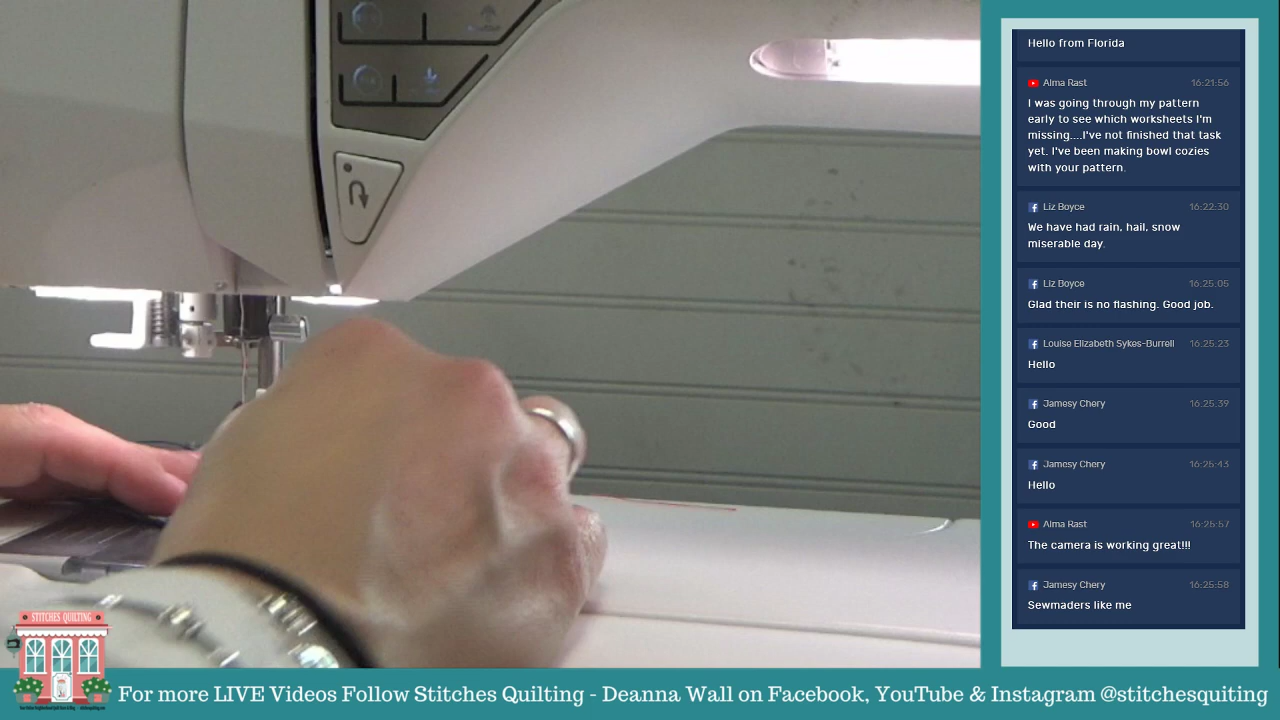 Hello from Florida
Alma Rast 16:21:56
I was going through my pattern
early to see which worksheets I'm
missing....I've not finished that task
yet. I've been making bowl cozies
with your pattern.
Liz Boyce 16:22:30
We have had rain, hail, snow
miserable day.
Liz Boyce 16:25:05
Glad their is no flashing. Good job.
Louise Elizabeth Sykes-Burrell 16:25:23
Hello
Jamesy Chery 16:25:39
Good
Jamesy Chery 16:25:43
Hello
Alma Rast 16:25:57
The camera is working great!!!
Jamesy Chery 16:25:58
Sewmaders like me
STITCHES QUILTING
For more LIVE Videos Follow Stitches Quilting - Deanna Wall on Facebook, YouTube & Instagram @stitchesquiting